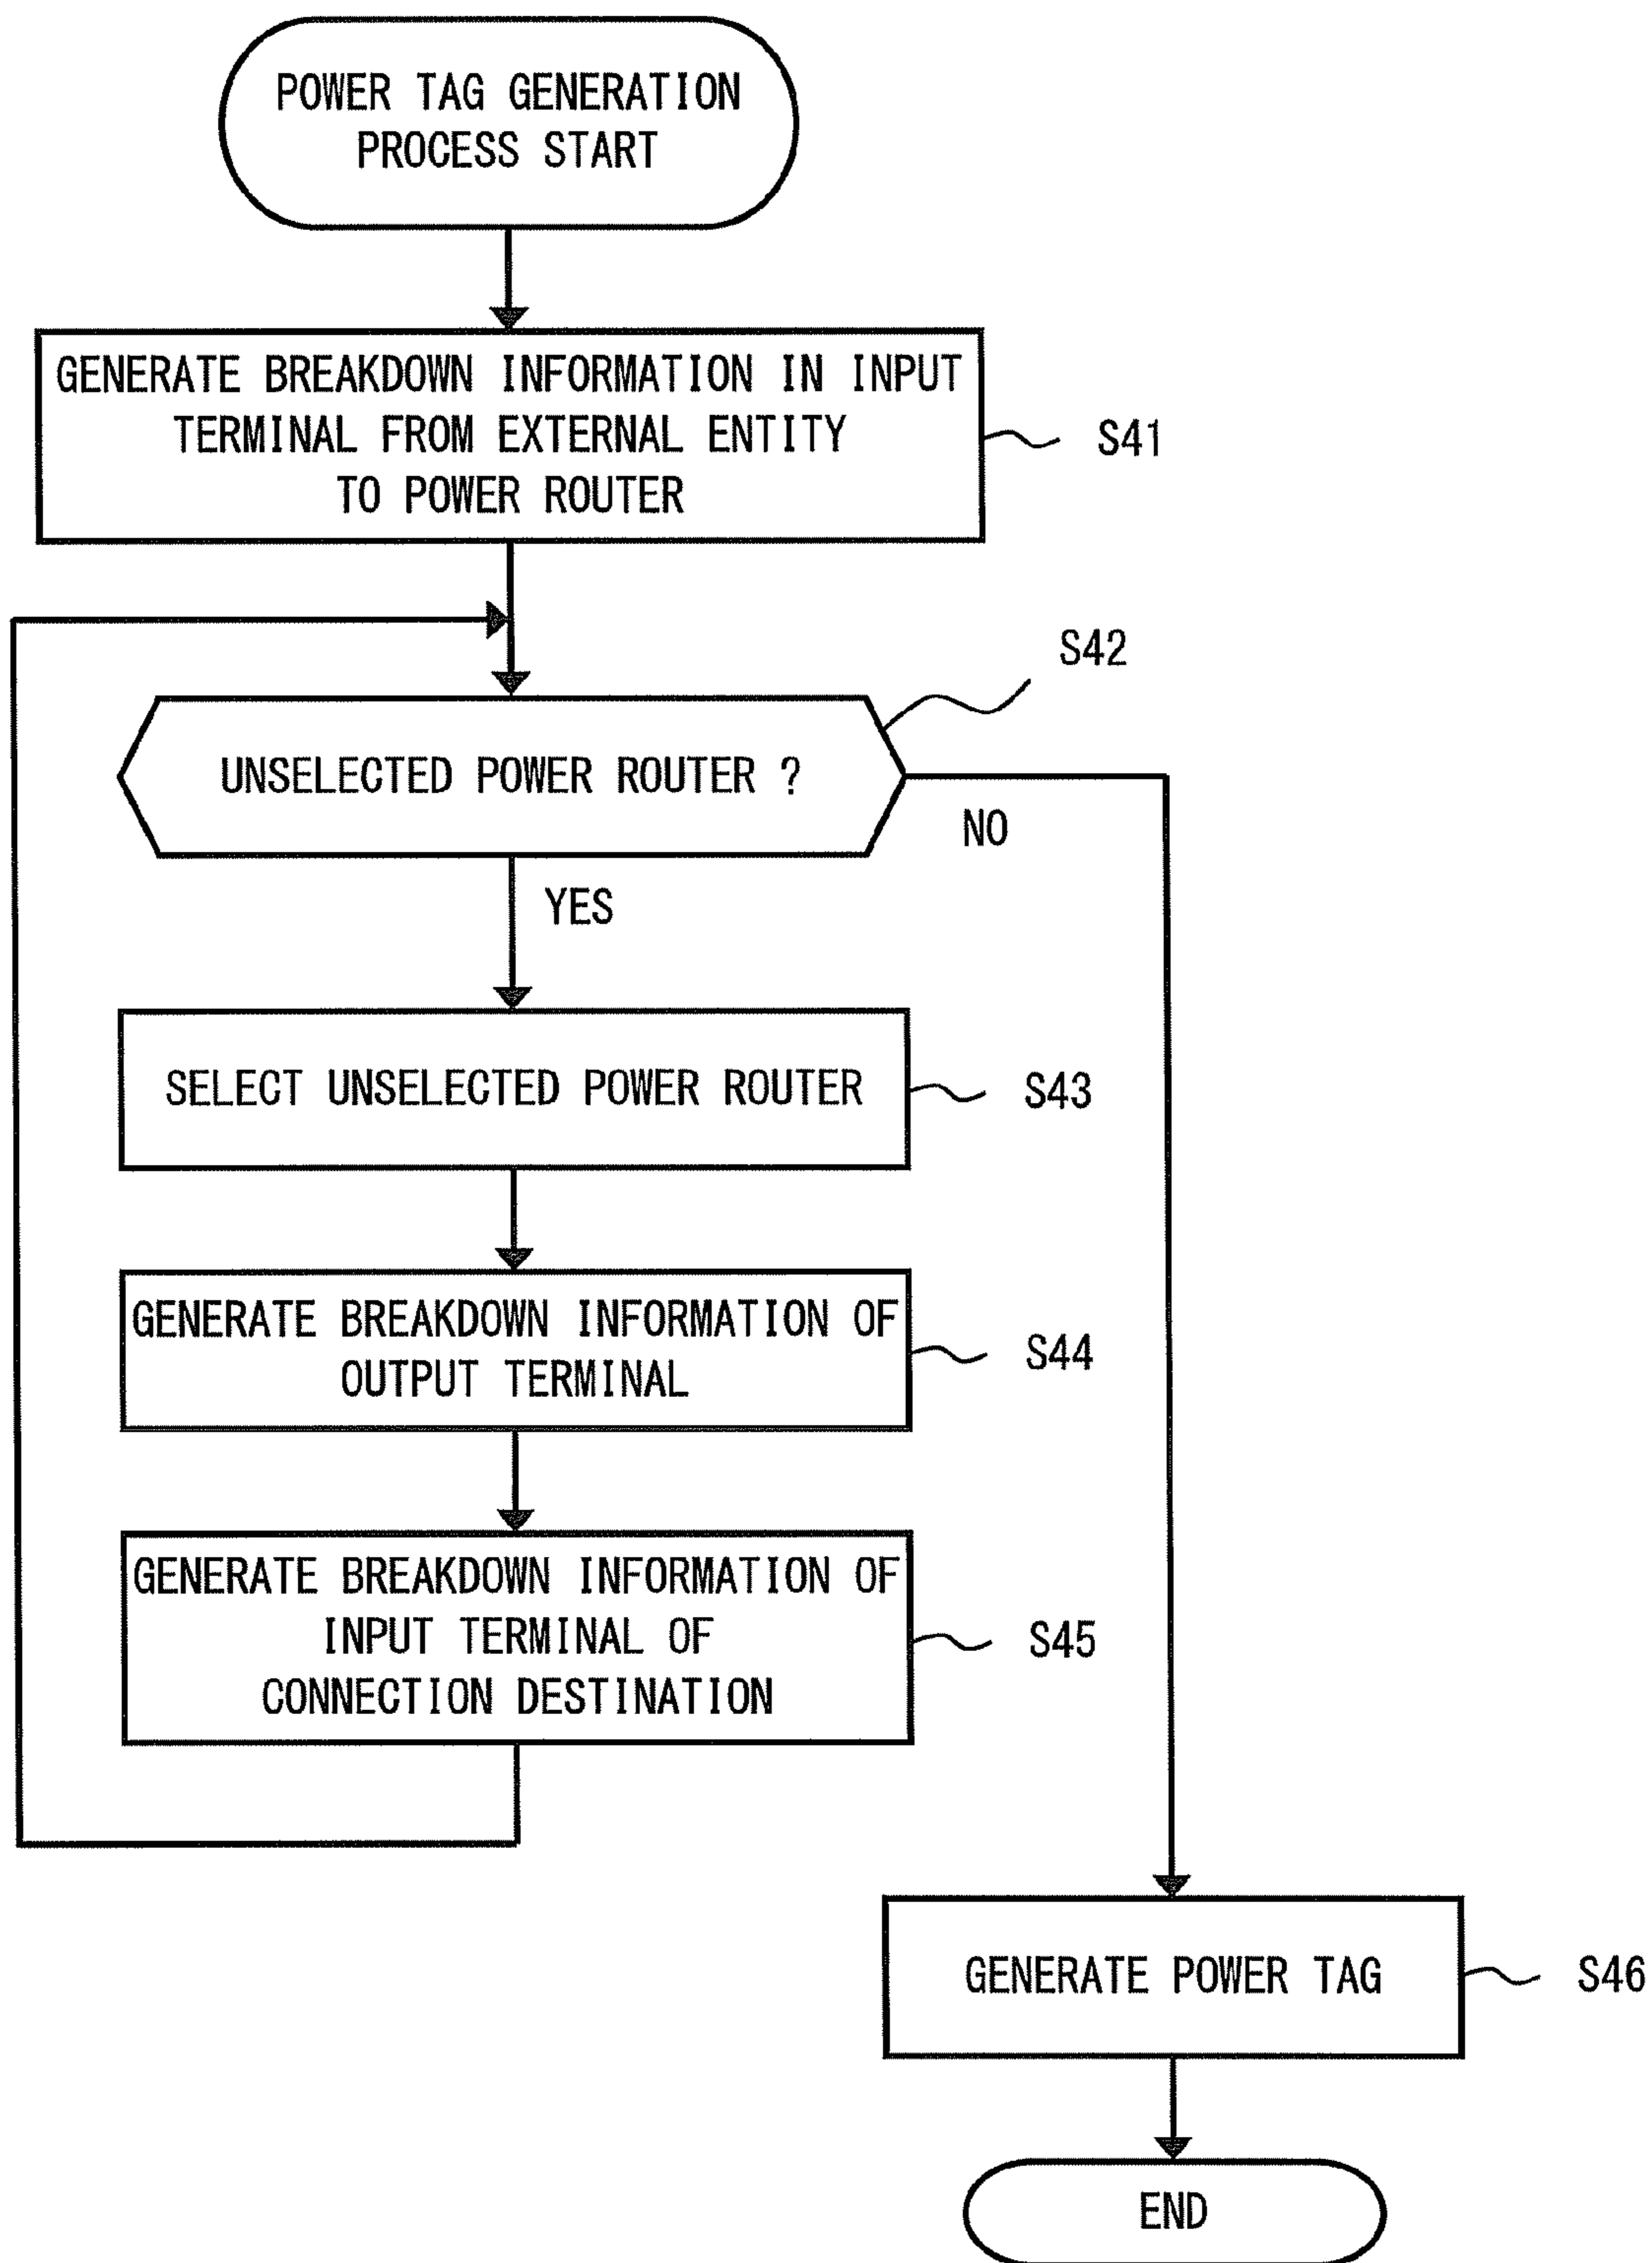 POWER TAG GENERATION
PROCESS START
GENERATE BREAKDOWN INFORMATION IN INPUT
TERMINAL FROM EXTERNAL ENTITY
TO POWER ROUTER
S41
S42
UNSELECTED POWER ROUTER ?
NO
YES
SELECT UNSELECTED POWER ROUTER
S43
GENERATE BREAKDOWN INFORMATION OF
OUTPUT TERMINAL
S44
GENERATE BREAKDOWN INFORMATION OF
INPUT TERMINAL OF
CONNECTION DESTINATION
S45
GENERATE POWER TAG
S46
END